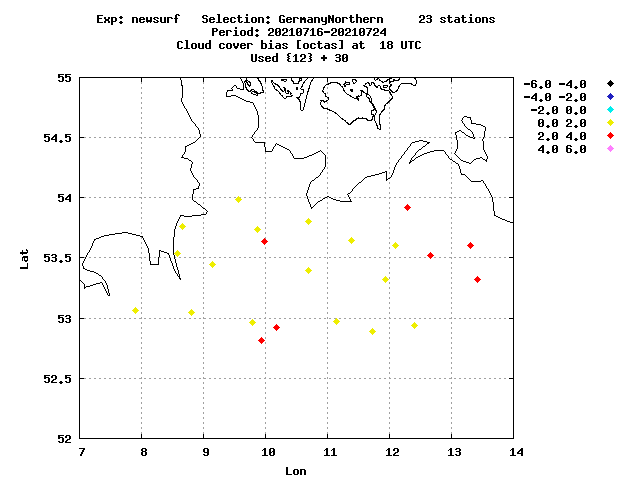 Exp: newsurf   Selection: GermanyNorthern     23 stations
Period: 20210716-20210724
Cloud cover bias [octas] at  18 UTC
Used {12} + 30
-6.0 -4.0
-4.0 -2.0
-2.0 0.0
0.0 2.0
2.0 4.0
4.0 6.0
55
54.5
54
53.5
53
52.5
52
Lat
7 8 9 10 11 12 13 14
Lon